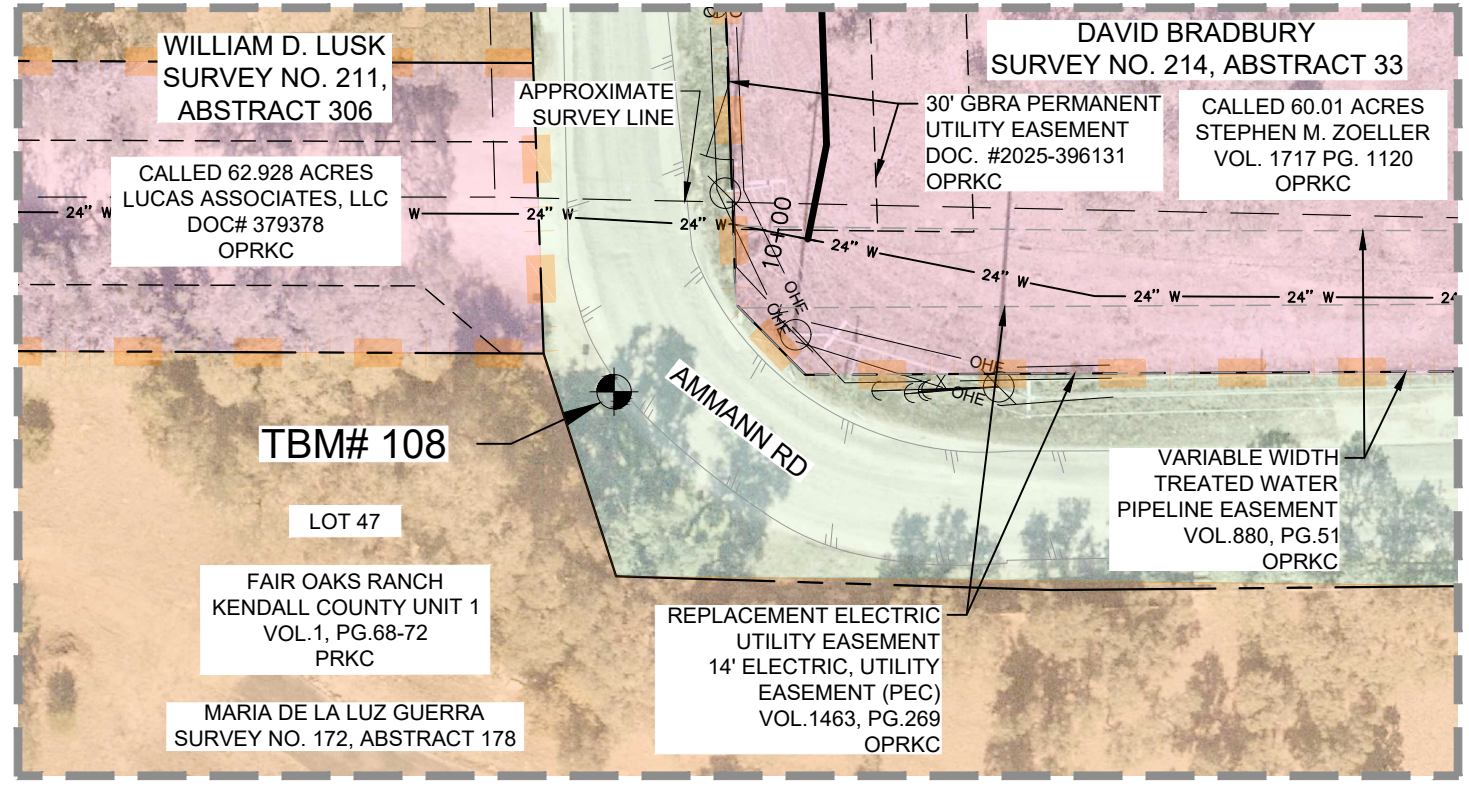 WILLIAM D. LUSK
SURVEY NO. 211,
ABSTRACT 306
CALLED 62.928 ACRES
LUCAS ASSOCIATES, LLC
DOC# 379378
OPRKC
APPROXIMATE
SURVEY LINE
DAVID BRADBURY
SURVEY NO. 214, ABSTRACT 33
30' GBRA PERMANENT
UTILITY EASEMENT
DOC. #2025-396131
OPRKC
CALLED 60.01 ACRES
STEPHEN M. ZOELLER
VOL. 1717 PG. 1120
OPRKC
24" W
W
24" W
24" W
24" W
24" W
24" W
24" W
24
10+00
OHE
OHE
OHE
OHE
AMMANN RD
TBM# 108
LOT 47
FAIR OAKS RANCH
KENDALL COUNTY UNIT 1
VOL.1, PG.68-72
PRKC
MARIA DE LA LUZ GUERRA
SURVEY NO. 172, ABSTRACT 178
REPLACEMENT ELECTRIC
UTILITY EASEMENT
14' ELECTRIC, UTILITY
EASEMENT (PEC)
VOL.1463, PG.269
OPRKC
VARIABLE WIDTH
TREATED WATER
PIPELINE EASEMENT
VOL.880, PG.51
OPRKC